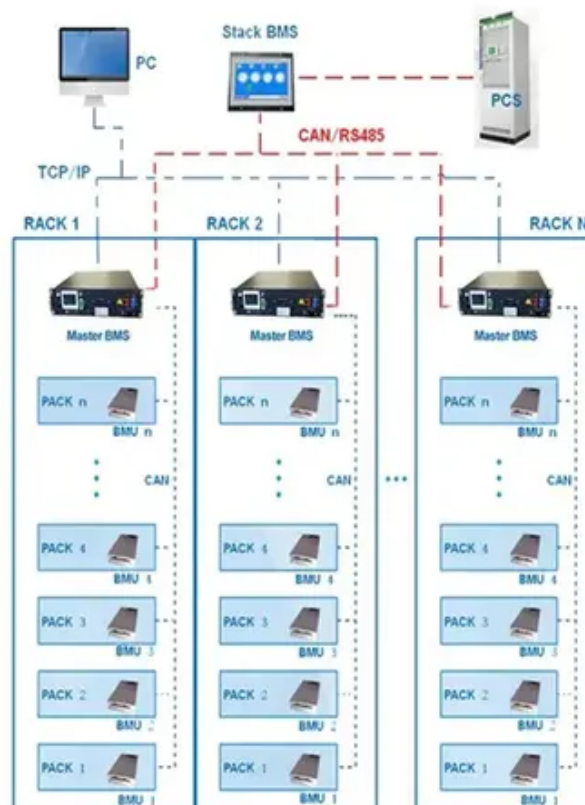 Stack BMS
PC
PCS
CAN/RS485
TCP/IP
RACK 1
RACK 2
RACK N
Master BMS
Master BMS
Master BMS
PACK n
BMU n
PACK n
BMU n
PACK n
BMU n
CAN
CAN
CAN
PACK 4
BMU 4
PACK 4
BMU 4
PACK 4
BMU 4
PACK 3
BMU 3
PACK 3
BMU 3
PACK 3
BMU 3
PACK 2
BMU 2
PACK 2
BMU 2
PACK 2
BMU 2
PACK 1
BMU 1
PACK 1
BMU 1
PACK 1
BMU 1